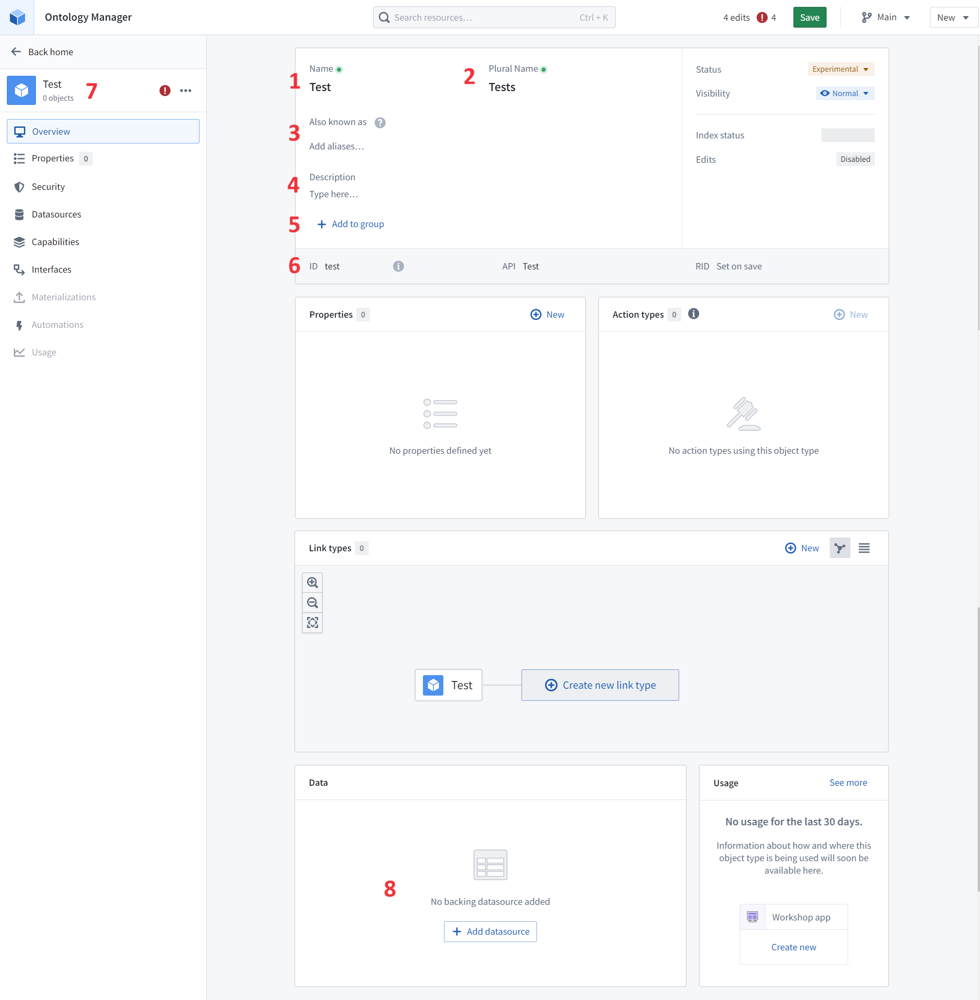 Ontology Manager
Search resources… Ctrl + K
4 edits ! 4
Save
Main
New
Back home
Test
0 objects
7
!
Overview
Properties 0
Security
Datasources
Capabilities
Interfaces
Materializations
Automations
Usage
1
Name
Test
2
Plural Name
Tests
3
Also known as ?
Add aliases…
4
Description
Type here…
5
+ Add to group
Status Experimental
Visibility Normal
Index status
Edits Disabled
6
ID test i
API Test
RID Set on save
Properties 0
New
No properties defined yet
Action types 0 i
New
No action types using this object type
Link types 0
New
Test
Create new link type
Data
8
No backing datasource added
+ Add datasource
Usage
See more
No usage for the last 30 days.
Information about how and where this
object type is being used will soon be
available here.
Workshop app
Create new